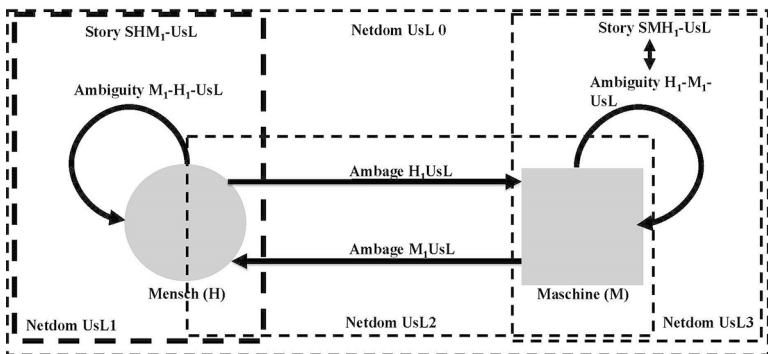 Story SHM₁-UsL
Netdom UsL 0
Story SMH₁-UsL
Ambiguity M₁-H₁-UsL
Ambiguity H₁-M₁-
UsL
Ambage H₁UsL
Ambage M₁UsL
Mensch (H)
Maschine (M)
Netdom UsL1
Netdom UsL2
Netdom UsL3